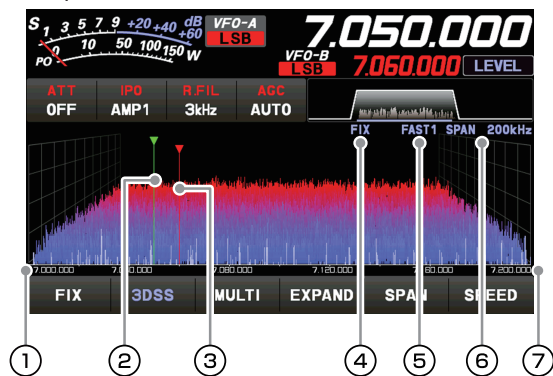 S 1 3 5 7 9 +20 +40 +60 dB
PO 0 10 50 100 150 W
VFO-A
LSB
7.050.000
VFO-B
LSB
7.060.000
LEVEL
ATT IPO R.FIL AGC
OFF AMP1 3kHz AUTO
FIX FAST1 SPAN 200kHz
7.000.000 7.080.000 7.120.000 7.200.000
FIX 3DSS MULTI EXPAND SPAN SPEED
1 2 3 4 5 6 7